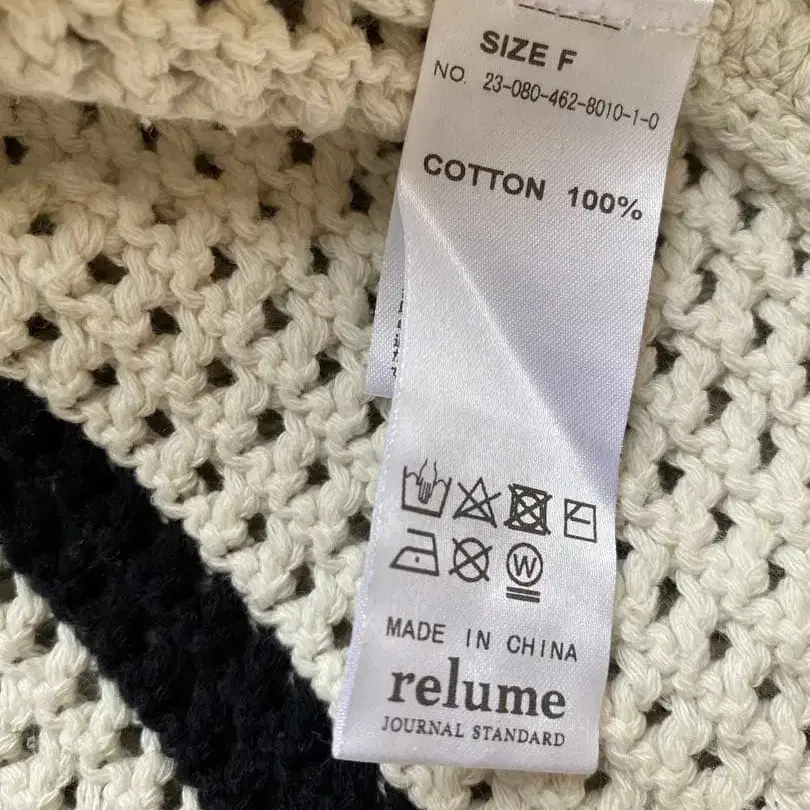 SIZE F
NO. 23-080-462-8010-1-0
COTTON 100%
W
MADE IN CHINA
relume
JOURNAL STANDARD